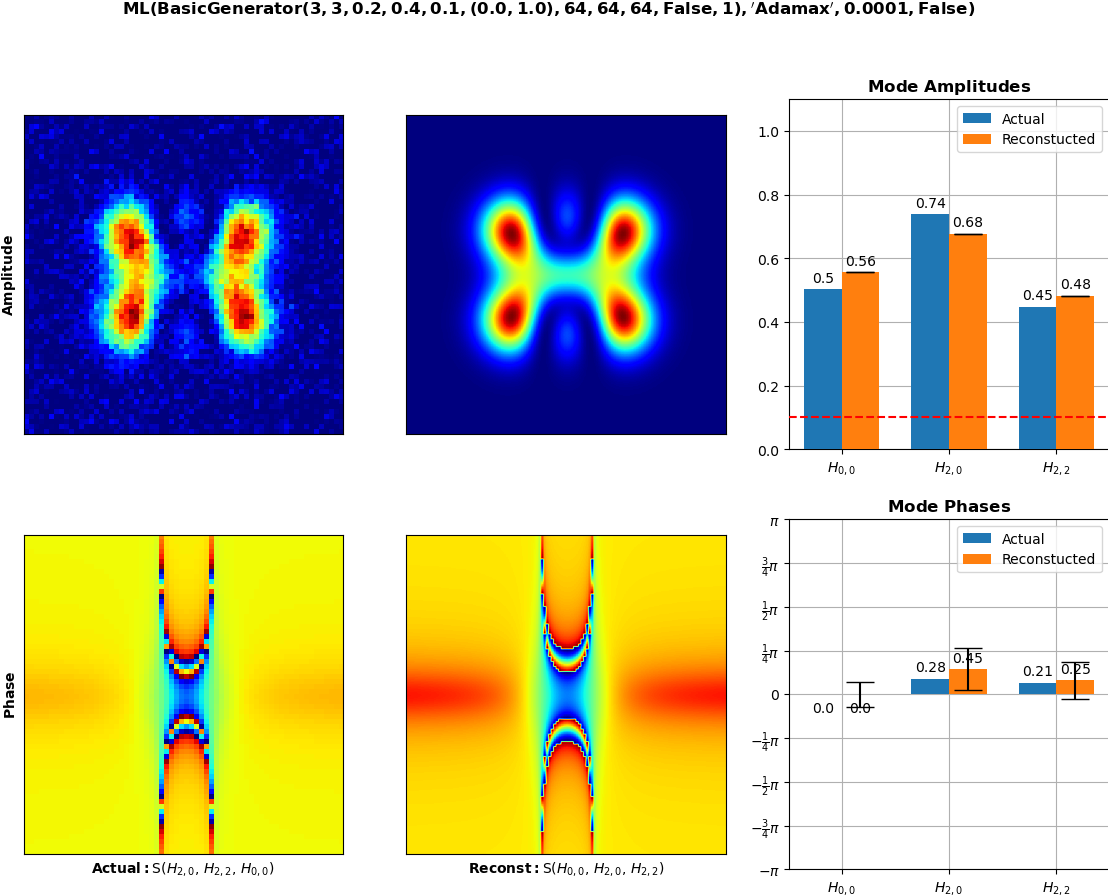 ML(BasicGenerator(3, 3, 0.2, 0.4, 0.1, (0.0, 1.0), 64, 64, 64, False, 1), ′Adamax′, 0.0001, False)
Amplitude
Mode Amplitudes
Actual
Reconstucted
1.0
0.8
0.6
0.4
0.2
0.0
0.5
0.56
0.74
0.68
0.45
0.48
H0,0
H2,0
H2,2
Phase
Actual: S(H2,0, H2,2, H0,0)
Reconst: S(H0,0, H2,0, H2,2)
Mode Phases
Actual
Reconstucted
π
3/4π
1/2π
1/4π
0
−1/4π
−1/2π
−3/4π
−π
0.0
0.0
0.28
0.45
0.21
0.25
H0,0
H2,0
H2,2